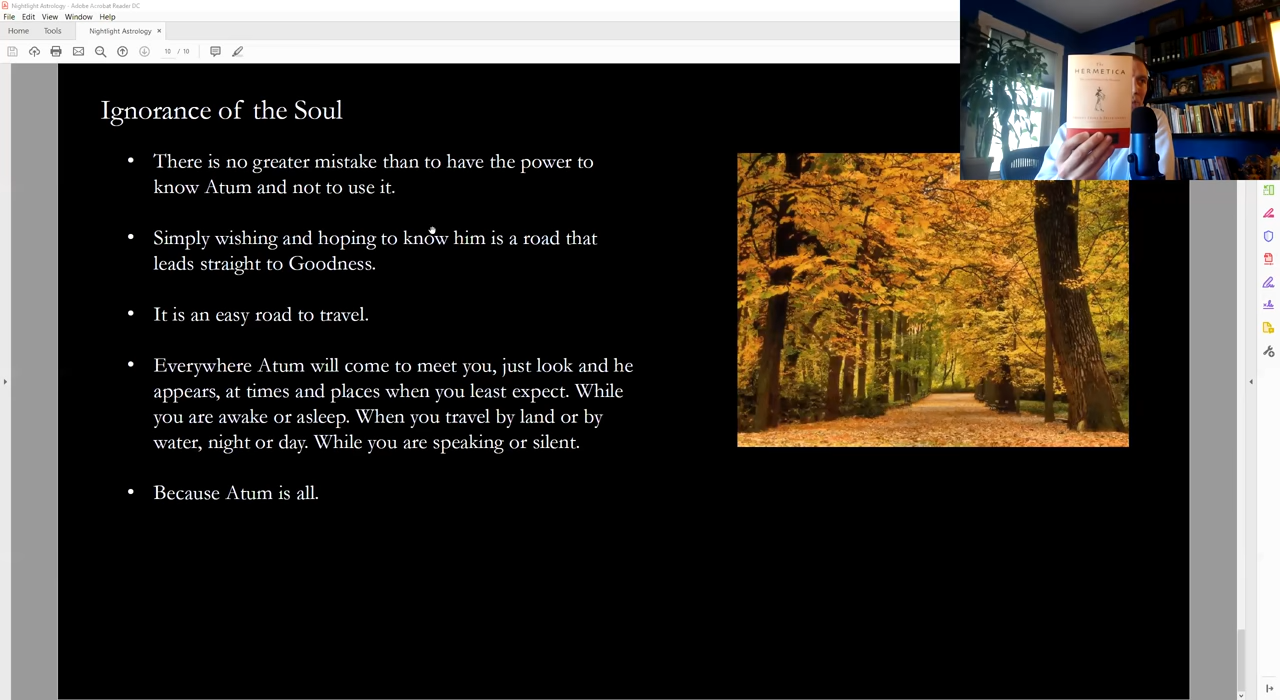 Nightlight Astrology - Adobe Acrobat Reader DC
File Edit View Window Help
Home Tools Nightlight Astrology ×
10 / 10
Ignorance of the Soul
• There is no greater mistake than to have the power to
know Atum and not to use it.
• Simply wishing and hoping to know him is a road that
leads straight to Goodness.
• It is an easy road to travel.
• Everywhere Atum will come to meet you, just look and he
appears, at times and places when you least expect. While
you are awake or asleep. When you travel by land or by
water, night or day. While you are speaking or silent.
• Because Atum is all.
The
HERMETICA